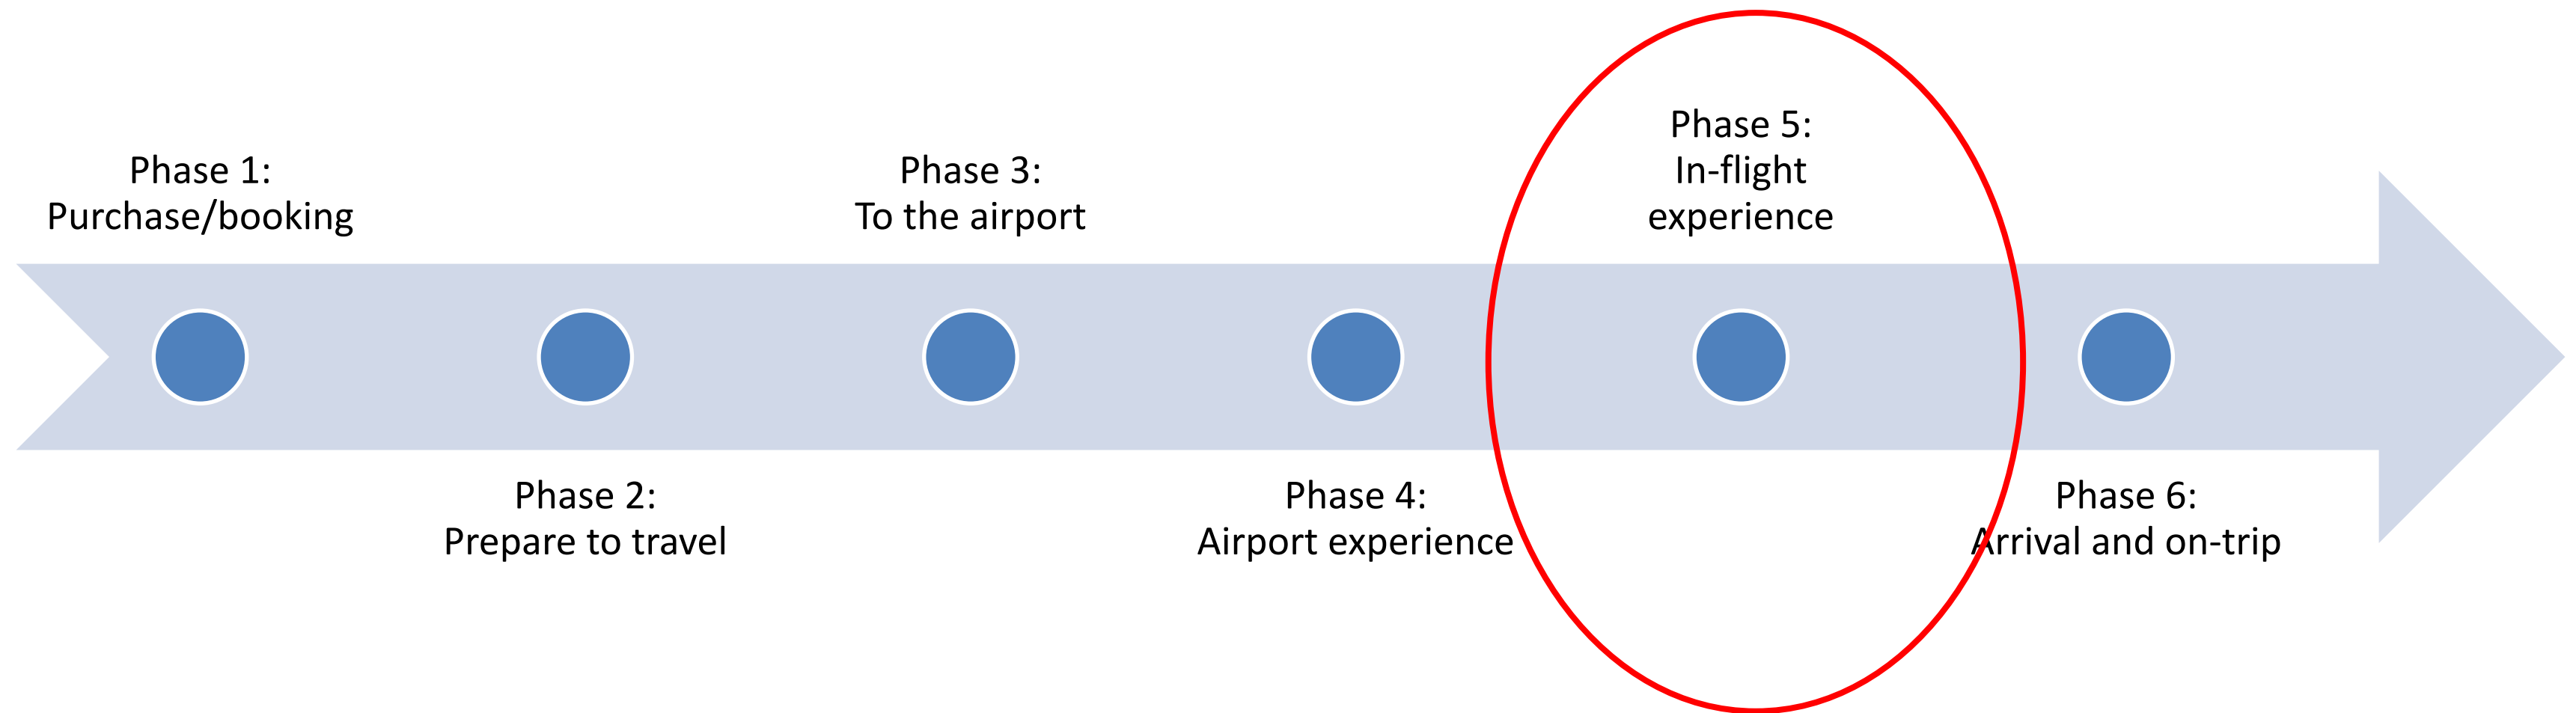 Phase 1:
Purchase/booking
Phase 2:
Prepare to travel
Phase 3:
To the airport
Phase 4:
Airport experience
Phase 5:
In-flight
experience
Phase 6:
Arrival and on-trip